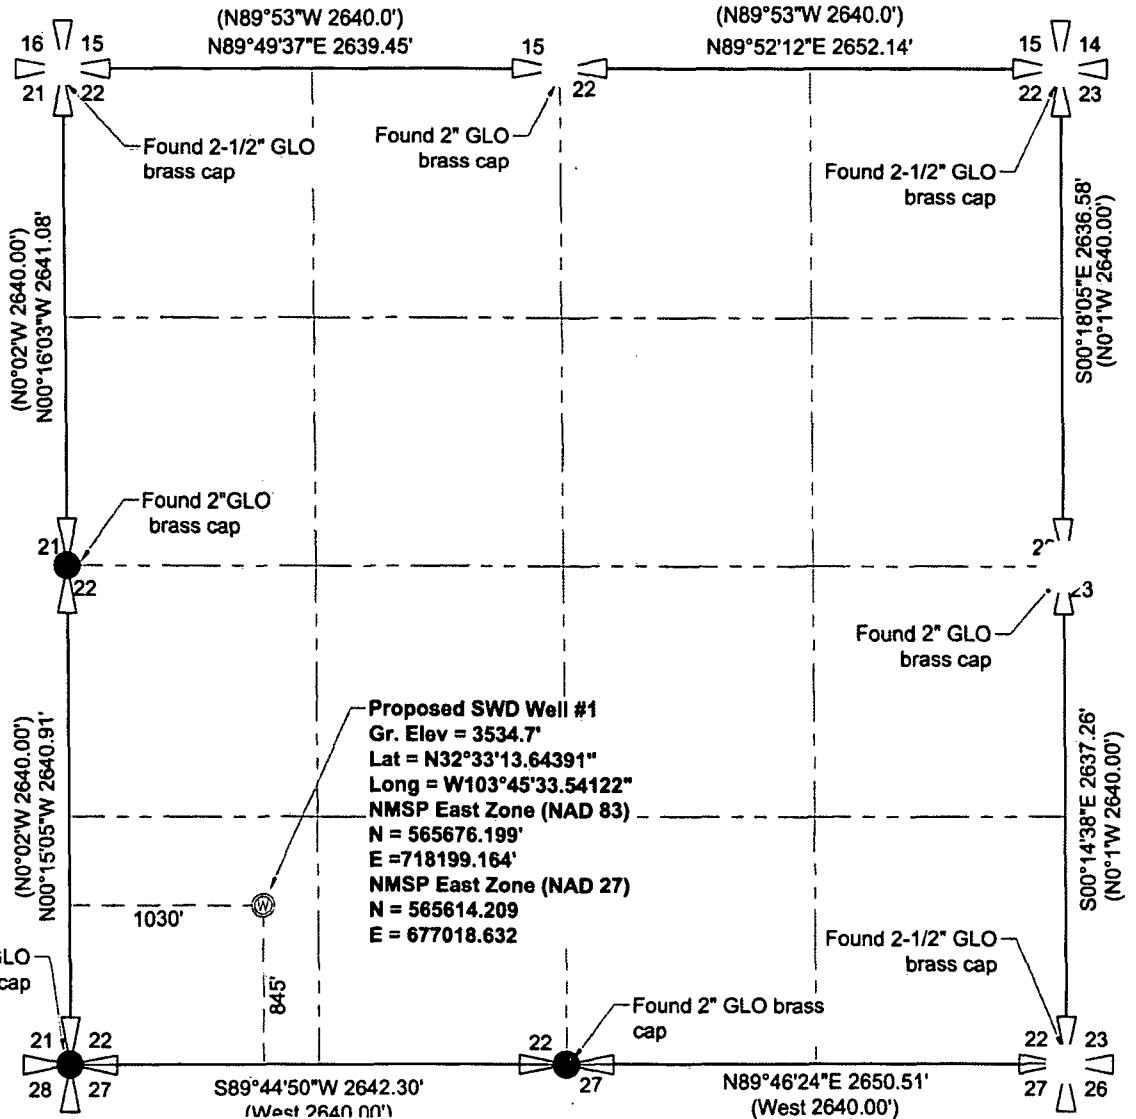 (N89°53"W 2640.0')
N89°49'37"E 2639.45'
(N89°53"W 2640.0')
N89°52'12"E 2652.14'
16 15
21 22
15
22
15 14
22 23
Found 2-1/2" GLO
brass cap
Found 2" GLO
brass cap
Found 2-1/2" GLO
brass cap
(N0°02'W 2640.00')
N00°16'03"W 2641.08'
S00°18'05"E 2636.58'
(N0°1'W 2640.00')
Found 2"GLO
brass cap
21
22
23
Found 2" GLO
brass cap
(N0°02'W 2640.00')
N00°15'05"W 2640.91'
Proposed SWD Well #1
Gr. Elev = 3534.7'
Lat = N32°33'13.64391"
Long = W103°45'33.54122"
NMSP East Zone (NAD 83)
N = 565676.199'
E =718199.164'
NMSP East Zone (NAD 27)
N = 565614.209
E = 677018.632
S00°14'38"E 2637.26'
(N0°1'W 2640.00')
W
1030'
845'
GLO
cap
Found 2" GLO brass
cap
Found 2-1/2" GLO
brass cap
21 22
28 27
22
27
22 23
27 26
S89°44'50"W 2642.30'
(West 2640.00')
N89°46'24"E 2650.51'
(West 2640.00')